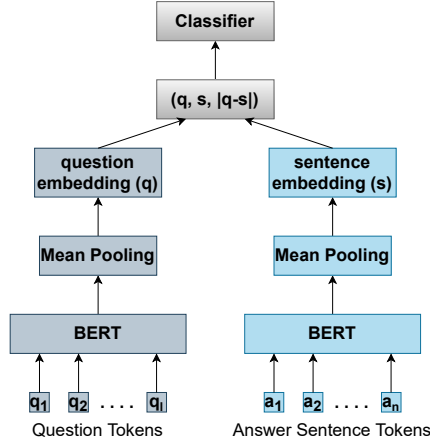 Classifier
(q, s, |q-s|)
question
embedding (q)
sentence
embedding (s)
Mean Pooling
Mean Pooling
BERT
BERT
q1 q2 . . . . ql
a1 a2 . . . . an
Question Tokens
Answer Sentence Tokens